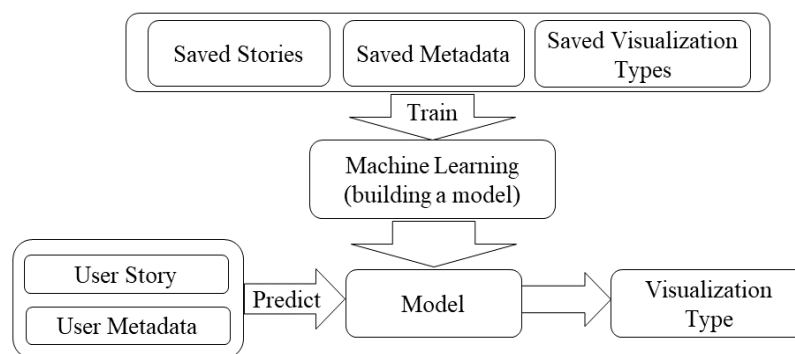 Saved Stories
Saved Metadata
Saved Visualization
Types
Train
Machine Learning
(building a model)
User Story
User Metadata
Predict
Model
Visualization
Type